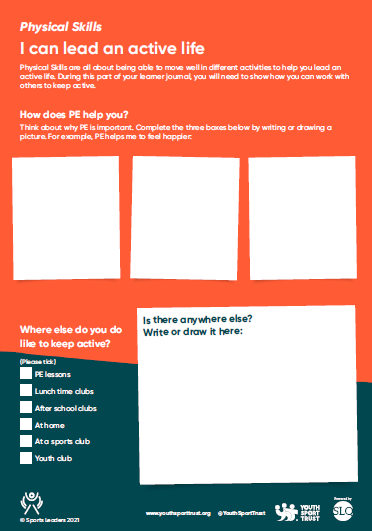 Physical Skills
I can lead an active life
Physical Skills are all about being able to move well in different activities to help you lead an
active life. During this part of your learner journal, you will need to show how you can work with
others to keep active.
How does PE help you?
Think about why PE is important. Complete the three boxes below by writing or drawing a
picture. For example, PE helps me to feel happier.
Is there anywhere else?
Write or draw it here:
Where else do you do
like to keep active?
(Please tick)
PE lessons
Lunch time clubs
After school clubs
At home
At a sports club
Youth club
© Sports Leaders 2021
www.youthsporttrust.org @YouthSportTrust
YOUTH
SPORT
TRUST
Powered by
SLQ